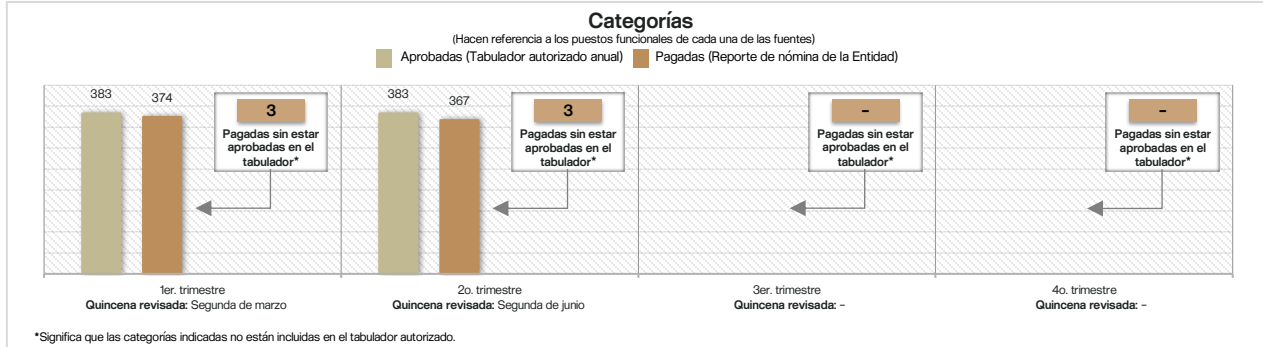 Categorías
(Hacen referencia a los puestos funcionales de cada una de las fuentes)
Aprobadas (Tabulador autorizado anual) Pagadas (Reporte de nómina de la Entidad)
383
374
3
Pagadas sin estar
aprobadas en el
tabulador*
383
367
3
Pagadas sin estar
aprobadas en el
tabulador*
-
Pagadas sin estar
aprobadas en el
tabulador*
-
Pagadas sin estar
aprobadas en el
tabulador*
1er. trimestre
Quincena revisada: Segunda de marzo
2o. trimestre
Quincena revisada: Segunda de junio
3er. trimestre
Quincena revisada: -
4o. trimestre
Quincena revisada: -
*Significa que las categorías indicadas no están incluidas en el tabulador autorizado.